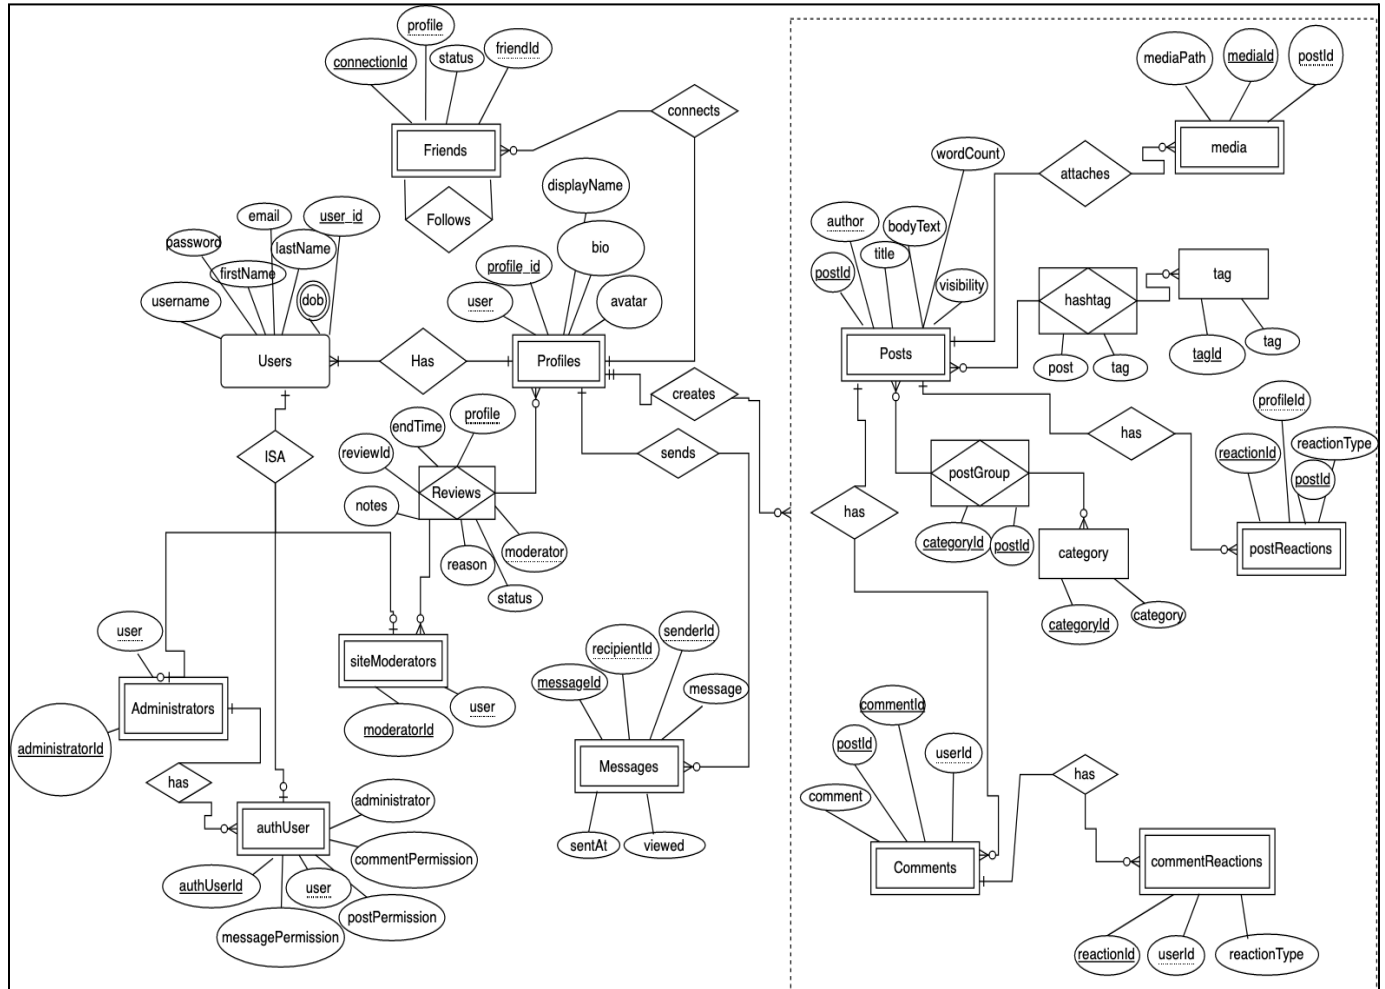 profile
connectionId
status
friendId
Friends
connects
Follows
displayName
email
user_id
password
lastName
firstName
bio
profile_id
username
dob
user
avatar
Users
Has
Profiles
creates
ISA
endTime
profile
reviewId
sends
Reviews
notes
moderator
reason
status
user
siteModerators
Administrators
user
moderatorId
administratorId
has
authUser
administrator
commentPermission
authUserId
user
postPermission
messagePermission
recipientId
senderId
messageId
message
Messages
sentAt
viewed
mediaPath
mediaId
postId
media
wordCount
attaches
author
bodyText
title
postId
visibility
hashtag
tag
Posts
post
tag
tagId
tag
profileId
has
reactionType
reactionId
postId
postReactions
postGroup
has
categoryId
postId
category
categoryId
category
commentId
postId
userId
comment
has
Comments
commentReactions
reactionId
userId
reactionType